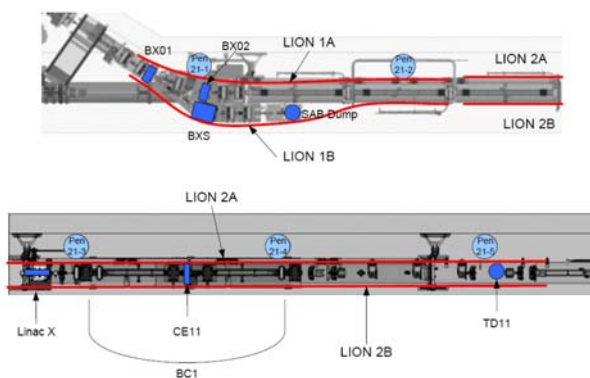 BX01
Pen
21-1
BX02
LION 1A
Pen
21-2
LION 2A
SAB Dump
BXS
LION 1B
LION 2B
Pen
21-3
LION 2A
Pen
21-4
Pen
21-5
Linac X
CE11
LION 2B
TD11
BC1